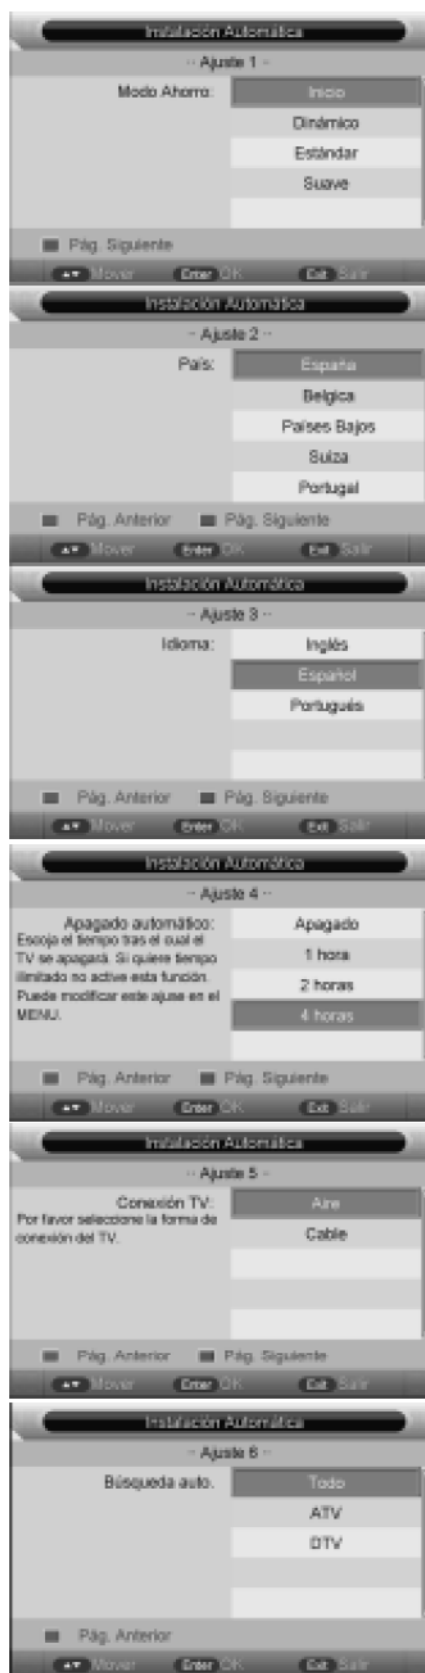 Instalación Automática
-- Ajuste 1 --
Modo Ahorro: Inicio
Dinámico
Estándar
Suave
Pág. Siguiente
Mover Enter OK Exit Salir
Instalación Automática
-- Ajuste 2 --
País: España
Belgica
Países Bajos
Suiza
Portugal
Pág. Anterior Pág. Siguiente
Mover Enter OK Exit Salir
Instalación Automática
-- Ajuste 3 --
Idioma: Inglés
Español
Portugués
Pág. Anterior Pág. Siguiente
Mover Enter OK Exit Salir
Instalación Automática
-- Ajuste 4 --
Apagado automático: Apagado
Escoja el tiempo tras el cual el
TV se apagará. Si quiere tiempo 1 hora
ilimitado no active esta función. 2 horas
Puede modificar este ajuse en el
MENU. 4 horas
Pág. Anterior Pág. Siguiente
Mover Enter OK Exit Salir
Instalación Automática
-- Ajuste 5 --
Conexión TV: Aire
Por favor seleccione la forma de
conexión del TV. Cable
Pág. Anterior Pág. Siguiente
Mover Enter OK Exit Salir
Instalación Automática
-- Ajuste 6 --
Búsqueda auto. Todo
ATV
DTV
Pág. Anterior
Mover Enter OK Exit Salir